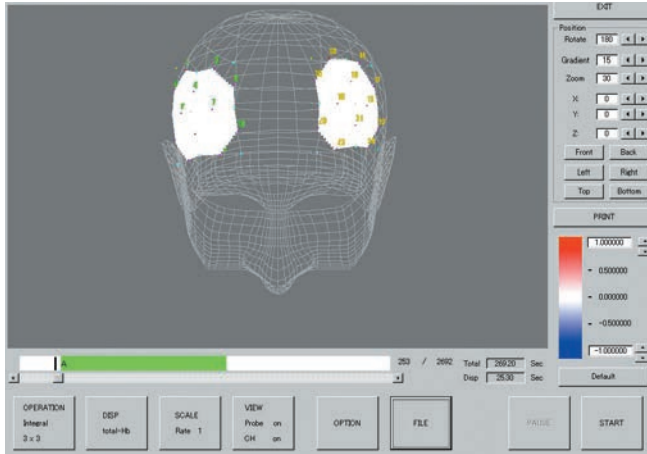 EXIT
Position
Rotate 180
Gradient 15
Zoom 30
X: 0
Y: 0
Z: 0
Front Back
Left Right
Top Bottom
PRINT
1.000000
- 0.500000
- 0.000000
- -0.500000
-1.000000
Default
A
253 / 2692 Total 269.20 Sec
Disp 25.30 Sec
OPERATION
Integral
3 x 3
DISP
total-Hb
SCALE
Rate 1
VIEW
Probe on
CH on
OPTION
FILE
PAUSE
START